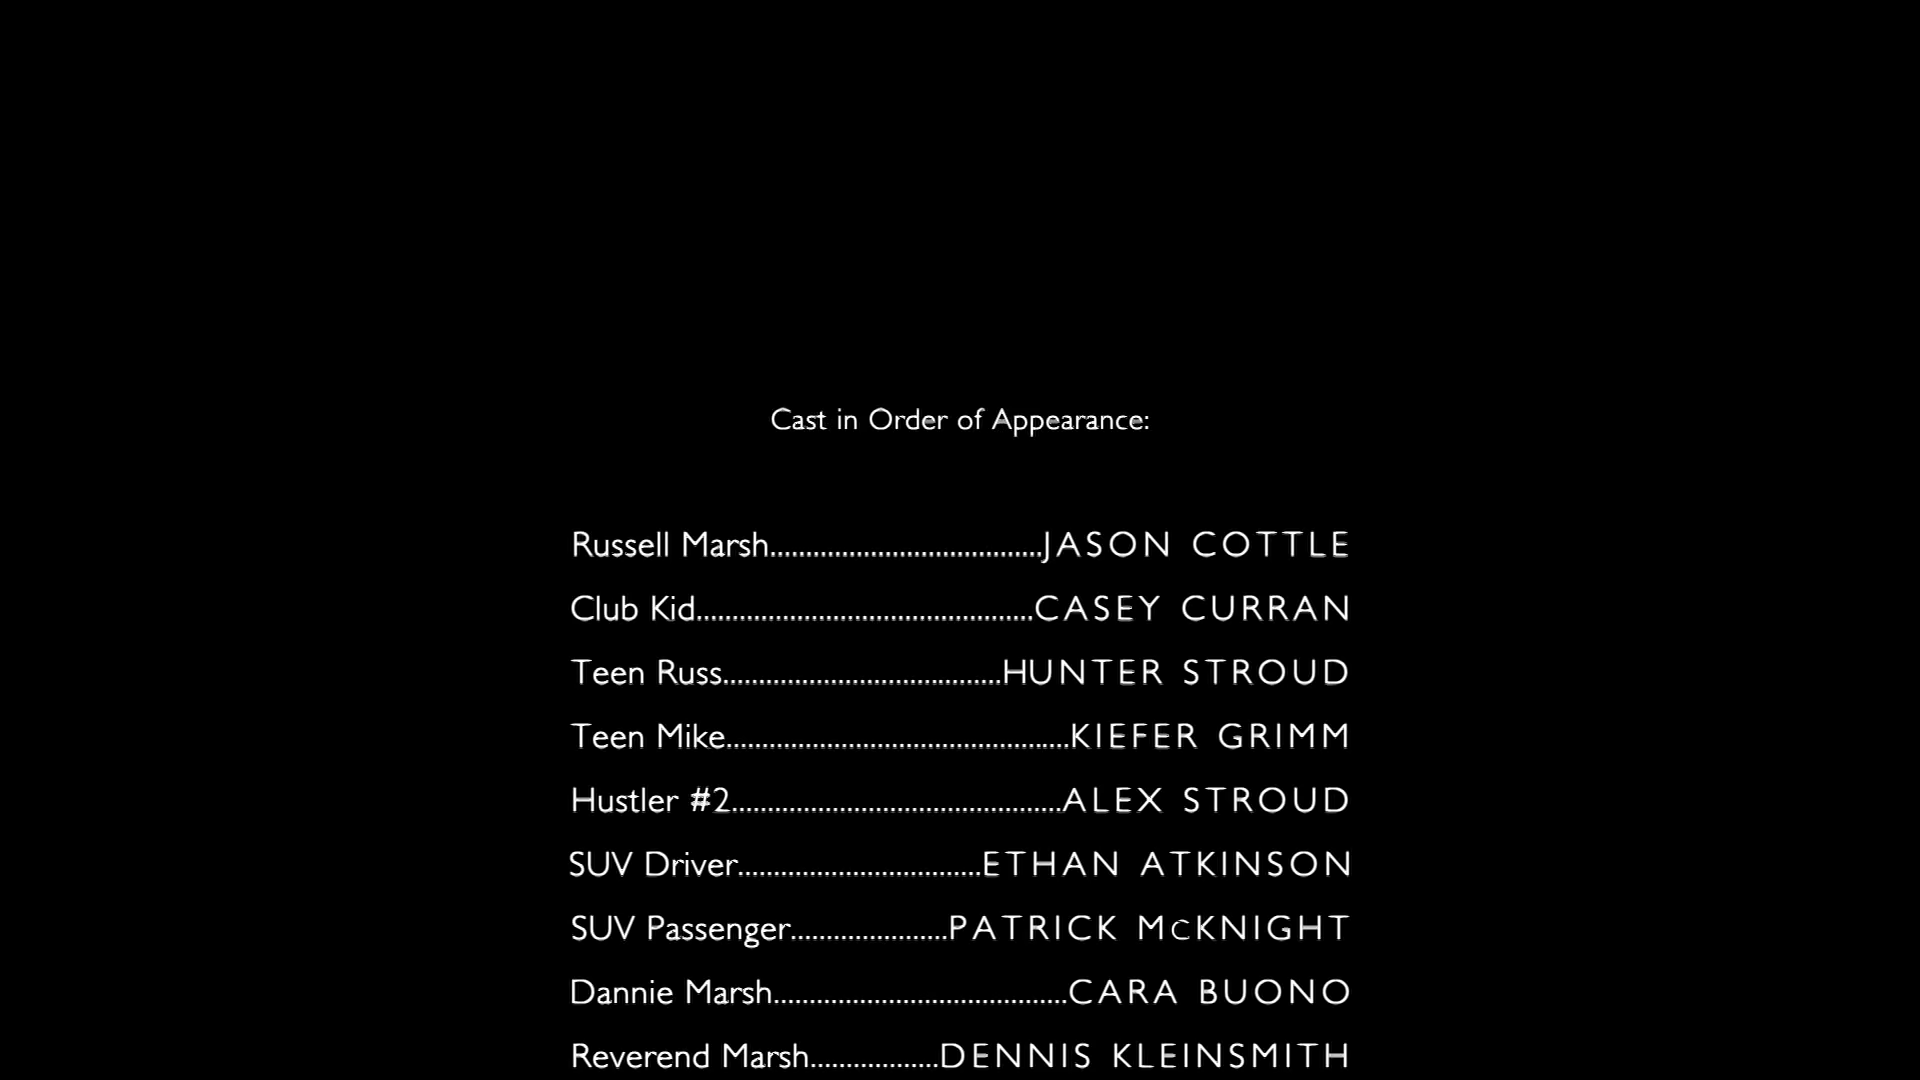 Cast in Order of Appearance:
Russell Marsh.....................................JASON COTTLE
Club Kid..............................................CASEY CURRAN
Teen Russ......................................HUNTER STROUD
Teen Mike...............................................KIEFER GRIMM
Hustler #2.............................................ALEX STROUD
SUV Driver.................................ETHAN ATKINSON
SUV Passenger.....................PATRICK McKNIGHT
Dannie Marsh........................................CARA BUONO
Reverend Marsh.................DENNIS KLEINSMITH